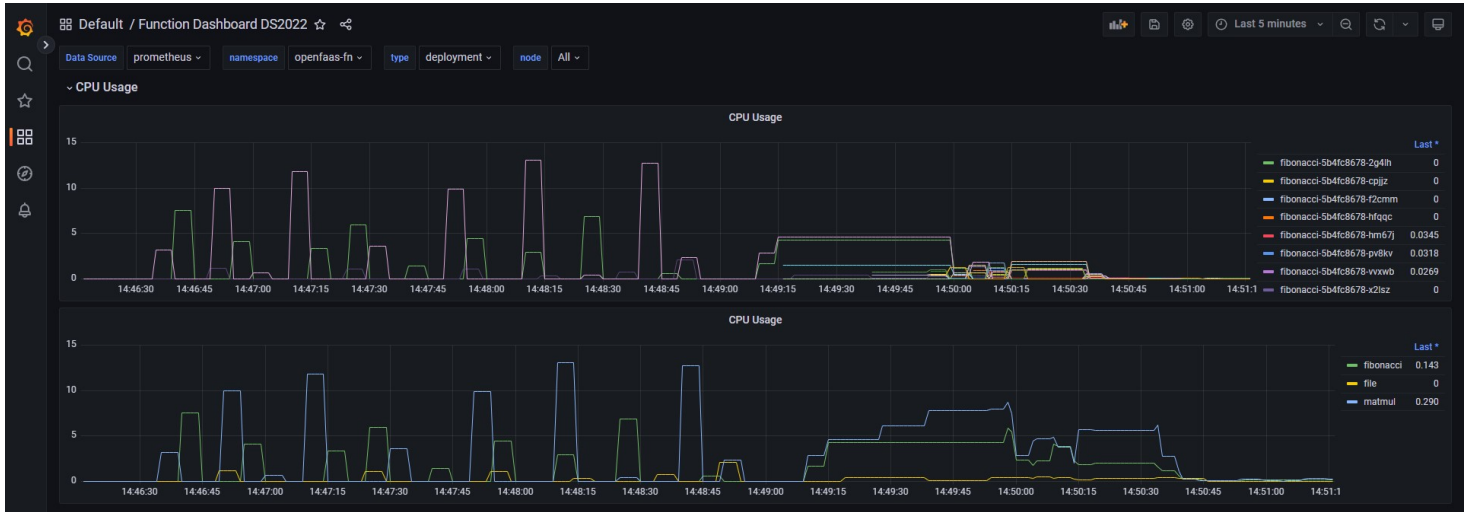 Default / Function Dashboard DS2022
Last 5 minutes
Data Source prometheus namespace openfaas-fn type deployment node All
CPU Usage
CPU Usage
15
10
5
0
14:46:30 14:46:45 14:47:00 14:47:15 14:47:30 14:47:45 14:48:00 14:48:15 14:48:30 14:48:45 14:49:00 14:49:15 14:49:30 14:49:45 14:50:00 14:50:15 14:50:30 14:50:45 14:51:00 14:51:1
Last *
fibonacci-5b4fc8678-2g4lh 0
fibonacci-5b4fc8678-cpjjz 0
fibonacci-5b4fc8678-f2cmm 0
fibonacci-5b4fc8678-hfqqc 0
fibonacci-5b4fc8678-hm67j 0.0345
fibonacci-5b4fc8678-pv8kv 0.0318
fibonacci-5b4fc8678-vvxwb 0.0269
fibonacci-5b4fc8678-x2lsz 0
CPU Usage
15
10
5
0
14:46:30 14:46:45 14:47:00 14:47:15 14:47:30 14:47:45 14:48:00 14:48:15 14:48:30 14:48:45 14:49:00 14:49:15 14:49:30 14:49:45 14:50:00 14:50:15 14:50:30 14:50:45 14:51:00 14:51:1
Last *
fibonacci 0.143
file 0
matmul 0.290